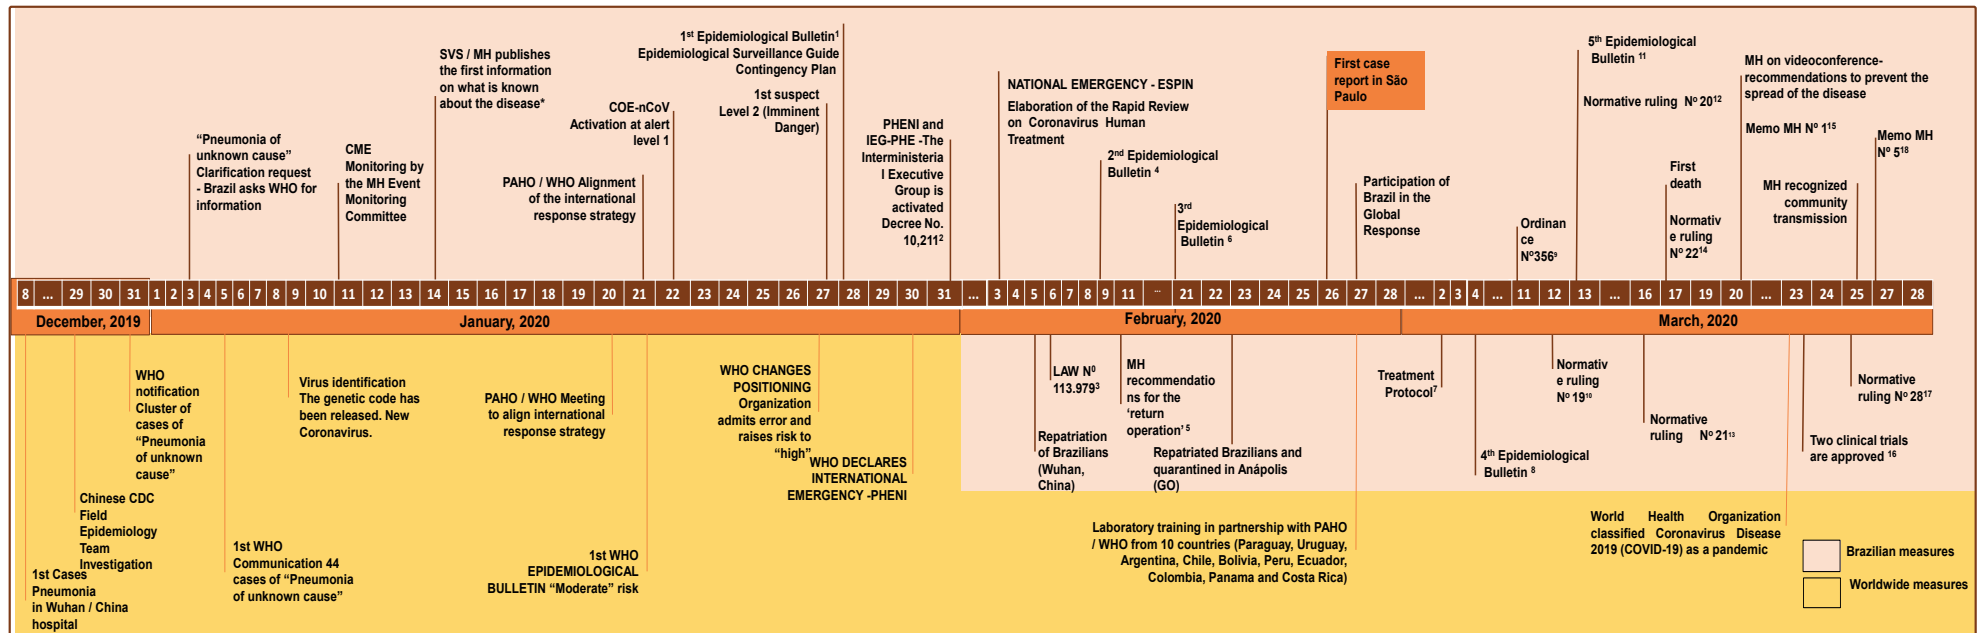 1st Epidemiological Bulletin¹
Epidemiological Surveillance Guide
Contingency Plan
SVS / MH publishes
the first information
on what is known
about the disease*
COE-nCoV
Activation at alert
level 1
1st suspect
Level 2 (Imminent
Danger)
"Pneumonia of
unknown cause"
Clarification request
- Brazil asks WHO for
information
CME
Monitoring by
the MH Event
Monitoring
Committee
PAHO / WHO Alignment
of the international
response strategy
PHENI and
IEG-PHE -The
Interministeria
l Executive
Group is
activated
Decree No.
10,211²
NATIONAL EMERGENCY - ESPIN
Elaboration of the Rapid Review
on Coronavirus Human
Treatment
2nd Epidemiological
Bulletin ⁴
3rd
Epidemiological
Bulletin ⁶
First case
report in São
Paulo
Participation of
Brazil in the
Global
Response
Ordinan
ce
Nº356⁹
5th Epidemiological
Bulletin ¹¹
Normative ruling Nº 20¹²
First
death
Normativ
e ruling
Nº 22¹⁴
MH on videoconference-
recommendations to prevent the
spread of the disease
Memo MH Nº 1¹⁵
MH recognized
community
transmission
Memo MH
Nº 5¹⁸
8 ... 29 30 31 1 2 3 4 5 6 7 8 9 10 11 12 13 14 15 16 17 18 19 20 21 22 23 24 25 26 27 28 29 30 31 ... 3 4 5 6 7 8 9 11 ... 21 22 23 24 25 26 27 28 ... 2 3 4 ... 11 12 13 ... 16 17 19 20 ... 23 24 25 27 28
December, 2019
January, 2020
February, 2020
March, 2020
WHO
notification
Cluster of
cases of
"Pneumonia
of unknown
cause"
Chinese CDC
Field
Epidemiology
Team
Investigation
1st Cases
Pneumonia
in Wuhan / China
hospital
Virus identification
The genetic code has
been released. New
Coronavirus.
1st WHO
Communication 44
cases of "Pneumonia
of unknown cause"
PAHO / WHO Meeting
to align international
response strategy
1st WHO
EPIDEMIOLOGICAL
BULLETIN "Moderate" risk
WHO CHANGES
POSITIONING
Organization
admits error and
raises risk to
"high"
WHO DECLARES
INTERNATIONAL
EMERGENCY -PHENI
LAW Nº
113.979³
Repatriation
of Brazilians
(Wuhan,
China)
MH
recommendatio
ns for the
'return
operation' ⁵
Repatriated Brazilians and
quarantined in Anápolis
(GO)
Laboratory training in partnership with PAHO
/ WHO from 10 countries (Paraguay, Uruguay,
Argentina, Chile, Bolivia, Peru, Ecuador,
Colombia, Panama and Costa Rica)
Treatment
Protocol⁷
4th Epidemiological
Bulletin ⁸
Normativ
e ruling
Nº 19¹⁰
Normative
ruling Nº 21¹³
World Health Organization
classified Coronavirus Disease
2019 (COVID-19) as a pandemic
Two clinical trials
are approved ¹⁶
Normative
ruling Nº 28¹⁷
Brazilian measures
Worldwide measures